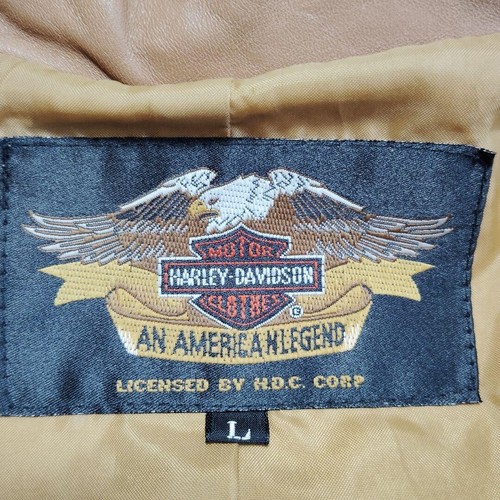 MOTOR
HARLEY-DAVIDSON
CLOTHES
®
AN AMERICAN LEGEND
LICENSED BY H.D.C. CORP
L